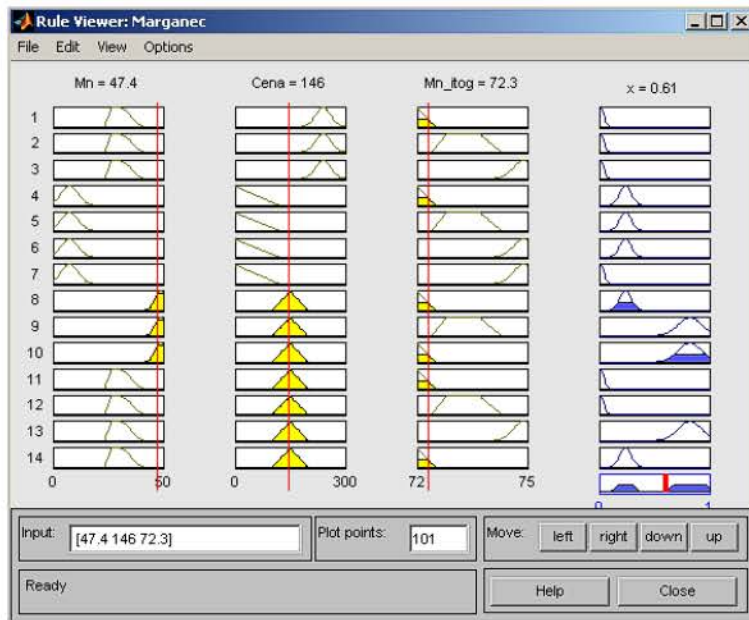 Rule Viewer: Marganec
File Edit View Options
Mn = 47.4 Cena = 146 Mn_itog = 72.3 x = 0.61
1
2
3
4
5
6
7
8
9
10
11
12
13
14
0 50 0 300 72 75
0 1
Input: [47.4 146 72.3] Plot points: 101 Move: left right down up
Ready Help Close